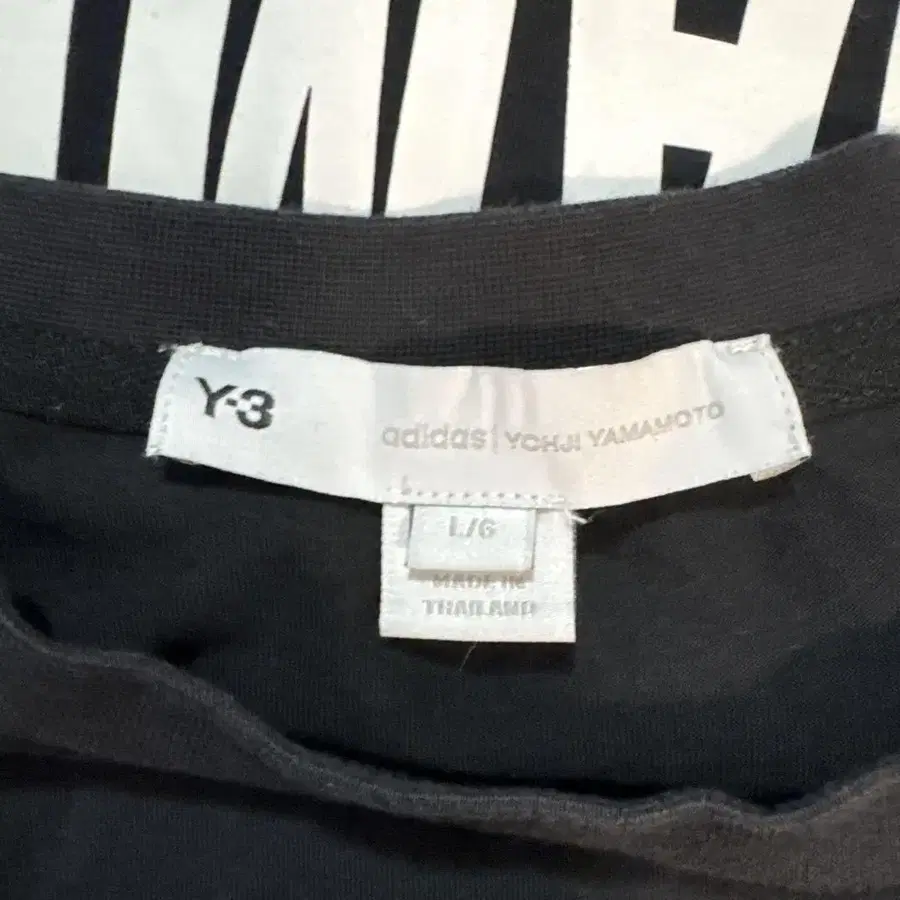 Y-3
adidas | YOHJI YAMAMOTO
L/G
MADE IN
THAILAND